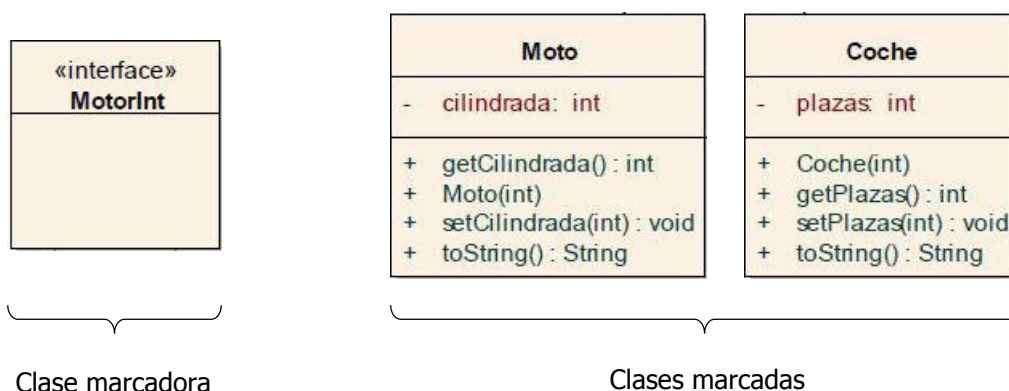 «interface»
MotorInt
Moto
- cilindrada: int
+ getCilindrada() : int
+ Moto(int)
+ setCilindrada(int) : void
+ toString() : String
Coche
- plazas: int
+ Coche(int)
+ getPlazas() : int
+ setPlazas(int) : void
+ toString() : String
Clase marcadora
Clases marcadas